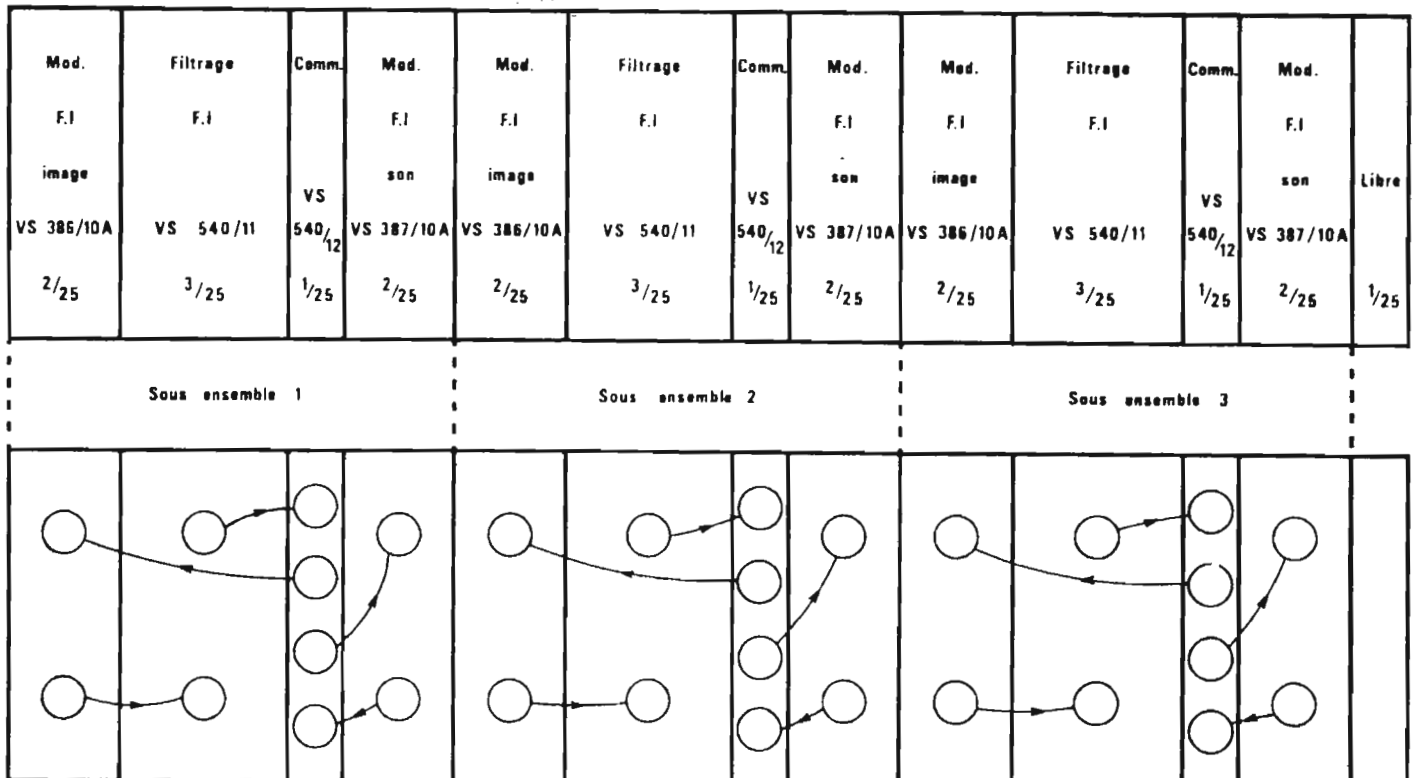 Mod.
F.I
image
VS 386/10A
2/25
Filtrage
F.I
VS 540/11
3/25
Comm.
VS
540/12
1/25
Mod.
F.I
son
VS 387/10A
2/25
Mod.
F.I
image
VS 386/10A
2/25
Filtrage
F.I
VS 540/11
3/25
Comm.
VS
540/12
1/25
Mod.
F.I
son
VS 387/10A
2/25
Mod.
F.I
image
VS 386/10A
2/25
Filtrage
F.I
VS 540/11
3/25
Comm.
VS
540/12
1/25
Mod.
F.I
son
VS 387/10A
2/25
Libre
1/25
Sous ensemble 1
Sous ensemble 2
Sous ensemble 3